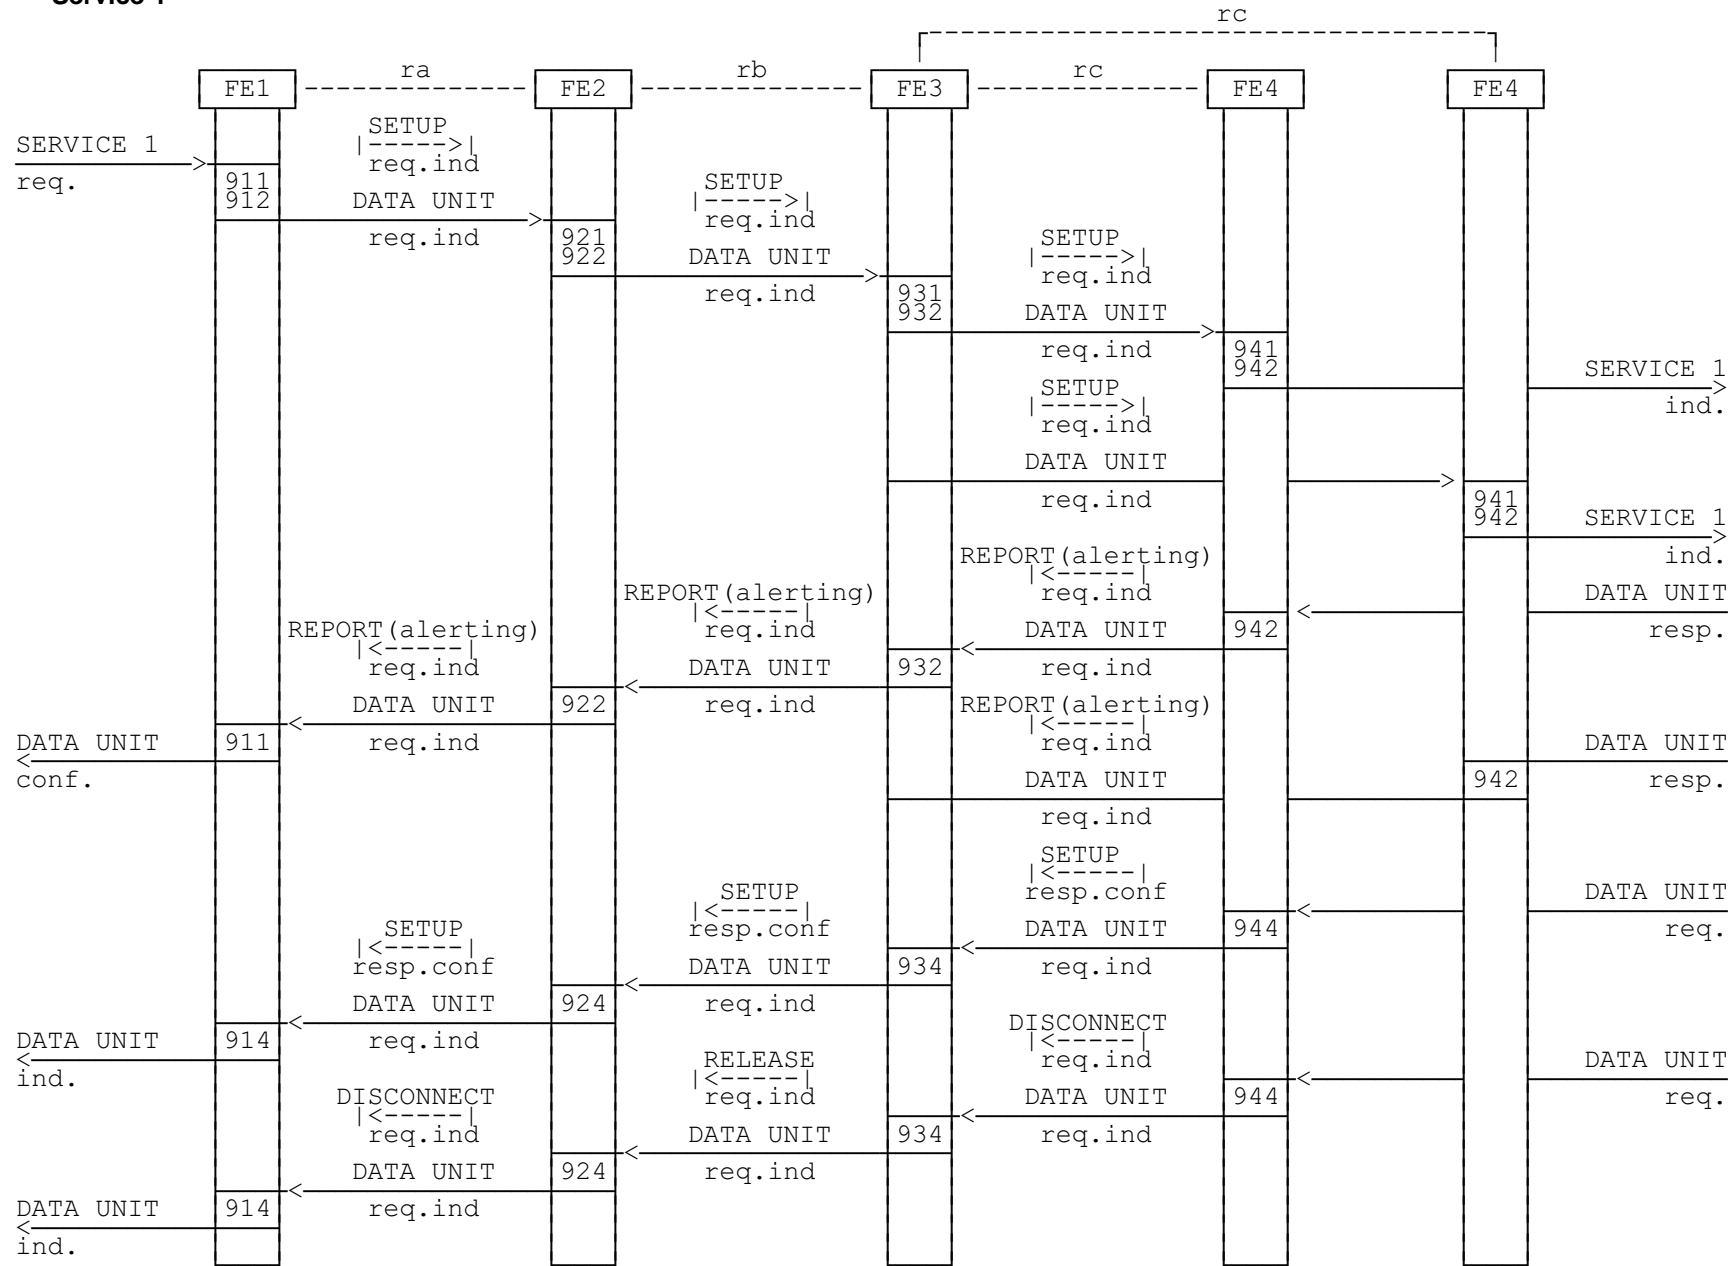 Service 1
rc
ra rb rc
FE1 FE2 FE3 FE4 FE4
SETUP
SERVICE 1
req.ind
req.
911
SETUP
912 DATA UNIT
req.ind
req.ind 921
SETUP
922 DATA UNIT
req.ind
req.ind 931
932 DATA UNIT
req.ind 941
942 SERVICE 1
SETUP
ind.
req.ind
DATA UNIT
req.ind 941
942 SERVICE 1
REPORT(alerting) ind.
REPORT(alerting) req.ind DATA UNIT
REPORT(alerting) req.ind DATA UNIT 942 resp.
req.ind DATA UNIT 932 req.ind
DATA UNIT 922 req.ind REPORT(alerting)
DATA UNIT 911 req.ind req.ind DATA UNIT
conf. DATA UNIT 942 resp.
req.ind
SETUP
SETUP resp.conf DATA UNIT
SETUP resp.conf DATA UNIT 944 req.
resp.conf DATA UNIT 934 req.ind
DATA UNIT 924 req.ind
DISCONNECT
DATA UNIT 914 req.ind
RELEASE req.ind DATA UNIT
ind.
DISCONNECT req.ind DATA UNIT 944 req.
req.ind DATA UNIT 934 req.ind
DATA UNIT 924 req.ind
DATA UNIT 914 req.ind
ind.